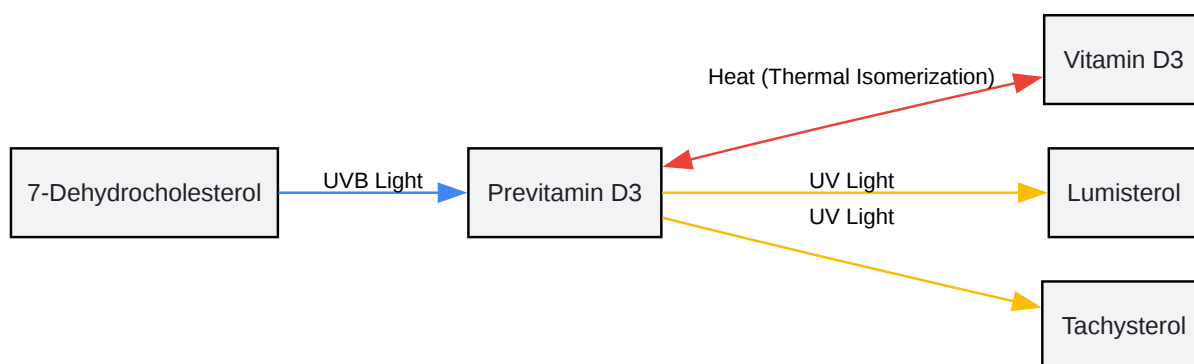 Vitamin D3
Heat (Thermal Isomerization)
7-Dehydrocholesterol
UVB Light
Previtamin D3
UV Light
Lumisterol
UV Light
Tachysterol